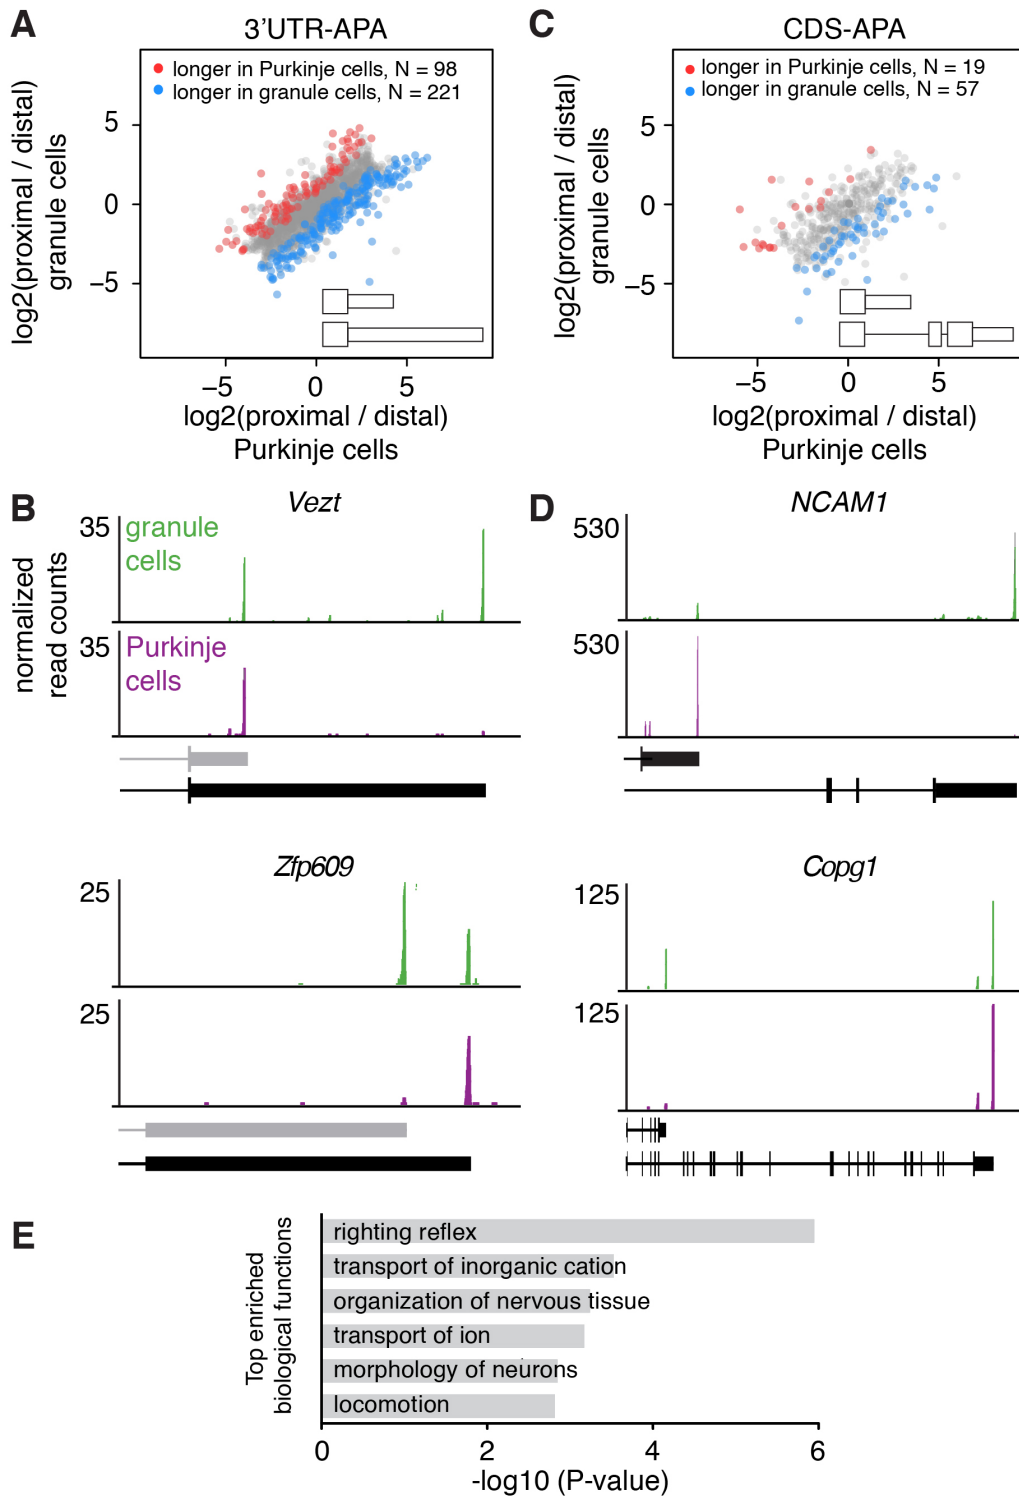 A
3'UTR-APA
longer in Purkinje cells, N = 98
longer in granule cells, N = 221
log2(proximal / distal)
granule cells
5
0
−5
−5
0
5
log2(proximal / distal)
Purkinje cells
C
CDS-APA
longer in Purkinje cells, N = 19
longer in granule cells, N = 57
log2(proximal / distal)
granule cells
5
0
−5
−5
0
5
log2(proximal / distal)
Purkinje cells
B
Vezt
normalized
read counts
35
granule
cells
35
Purkinje
cells
Zfp609
25
25
D
NCAM1
530
530
Copg1
125
125
E
Top enriched
biological functions
righting reflex
transport of inorganic cation
organization of nervous tissue
transport of ion
morphology of neurons
locomotion
0
2
4
6
-log10 (P-value)